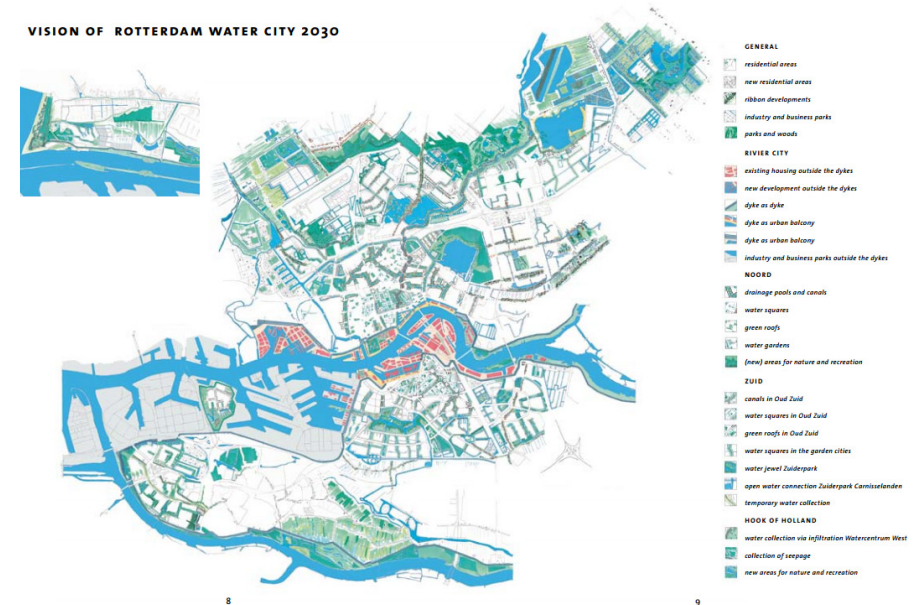 VISION OF ROTTERDAM WATER CITY 2030
GENERAL
residential areas
new residential areas
ribbon developments
industry and business parks
parks and woods
RIVIER CITY
existing housing outside the dykes
new development outside the dykes
dyke as dyke
dyke as urban balcony
dyke as urban balcony
industry and business parks outside the dykes
NOORD
drainage pools and canals
water squares
green roofs
water gardens
(new) areas for nature and recreation
ZUID
canals in Oud Zuid
water squares in Oud Zuid
green roofs in Oud Zuid
water squares in the garden cities
water jewel Zuiderpark
open water connection Zuiderpark Carnisselanden
temporary water collection
HOOK OF HOLLAND
water collection via infiltration Watercentrum West
collection of seepage
new areas for nature and recreation
8
9